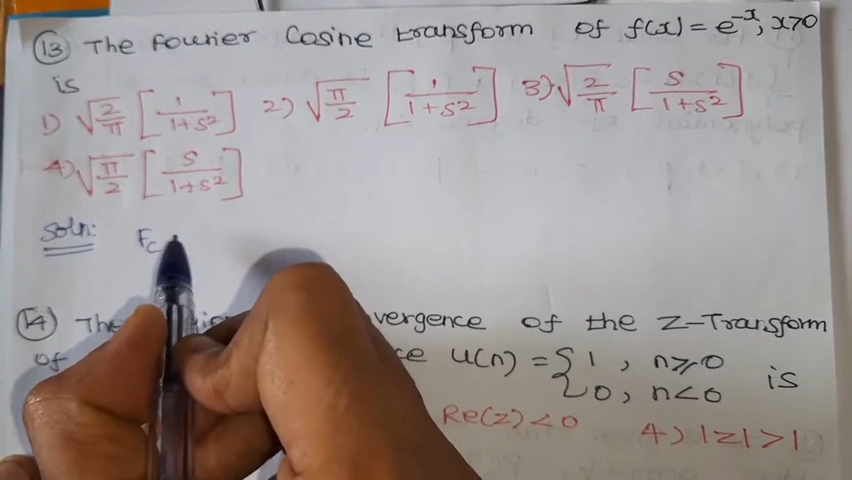 (13) The Fourier Cosine transform of f(x) = e^{-x}, x>0
is
1) √(2/π) [1/(1+s²)] 2) √(π/2) [1/(1+s²)] 3) √(2/π) [s/(1+s²)]
4) √(π/2) [s/(1+s²)]
Soln: Fc
(14) The vergence of the Z-Transform
of u(n) = { 1, n≥0
0, n<0 is
Re(z) < 0 4) |z| > 1